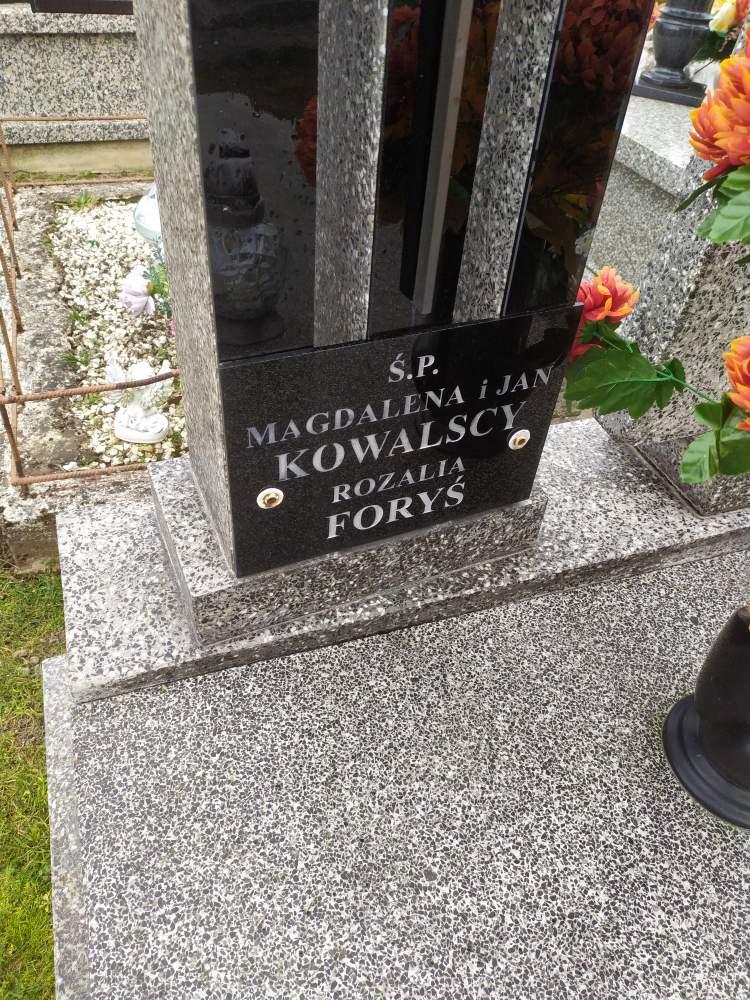 Ś.P.
MAGDALENA i JAN
KOWALSCY
ROZALIA
FORYŚ